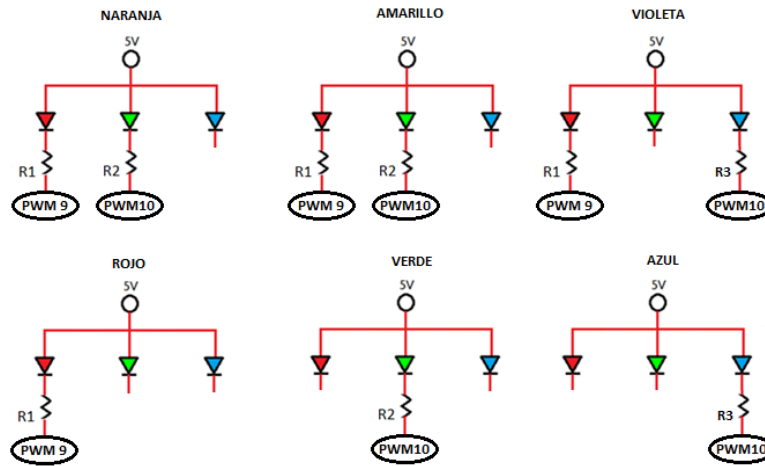 NARANJA
5V
R1
R2
PWM 9
PWM10
AMARILLO
5V
R1
R2
PWM 9
PWM10
VIOLETA
5V
R1
R3
PWM 9
PWM10
ROJO
5V
R1
PWM 9
VERDE
5V
R2
PWM10
AZUL
5V
R3
PWM10